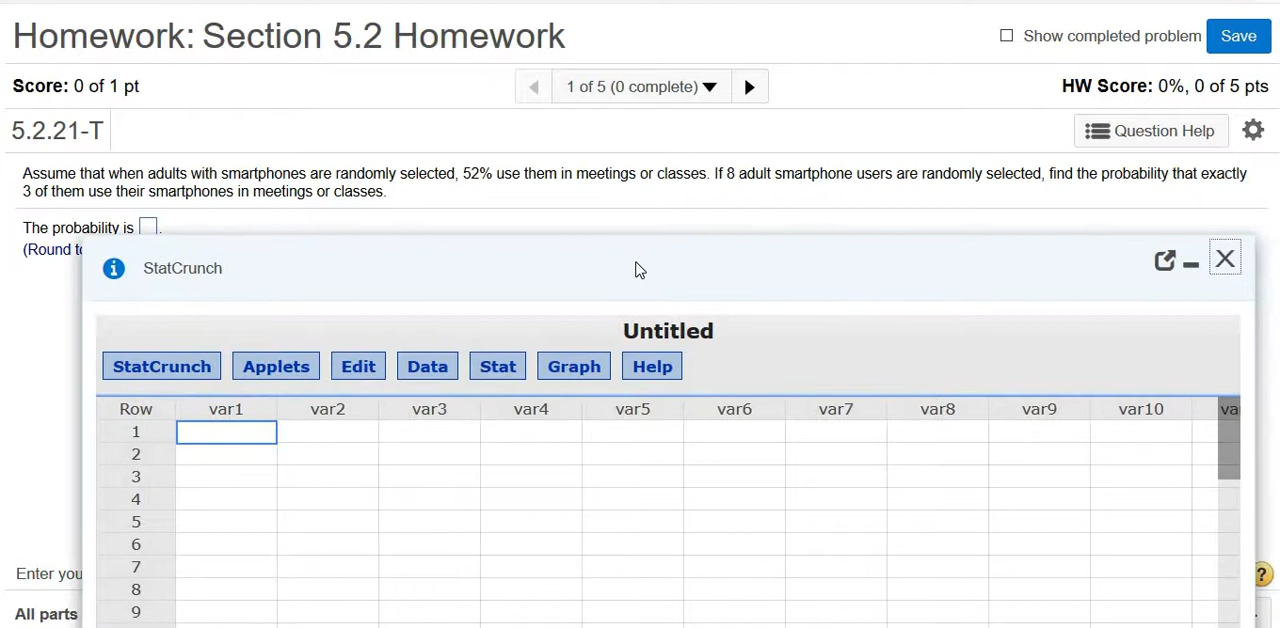 Homework: Section 5.2 Homework
Show completed problem Save
Score: 0 of 1 pt
1 of 5 (0 complete)
HW Score: 0%, 0 of 5 pts
5.2.21-T
Question Help
Assume that when adults with smartphones are randomly selected, 52% use them in meetings or classes. If 8 adult smartphone users are randomly selected, find the probability that exactly
3 of them use their smartphones in meetings or classes.
The probability is .
(Round
StatCrunch
Untitled
StatCrunch Applets Edit Data Stat Graph Help
Row var1 var2 var3 var4 var5 var6 var7 var8 var9 var10 va
1
2
3
4
5
6
7
8
9
Enter you
?
All parts